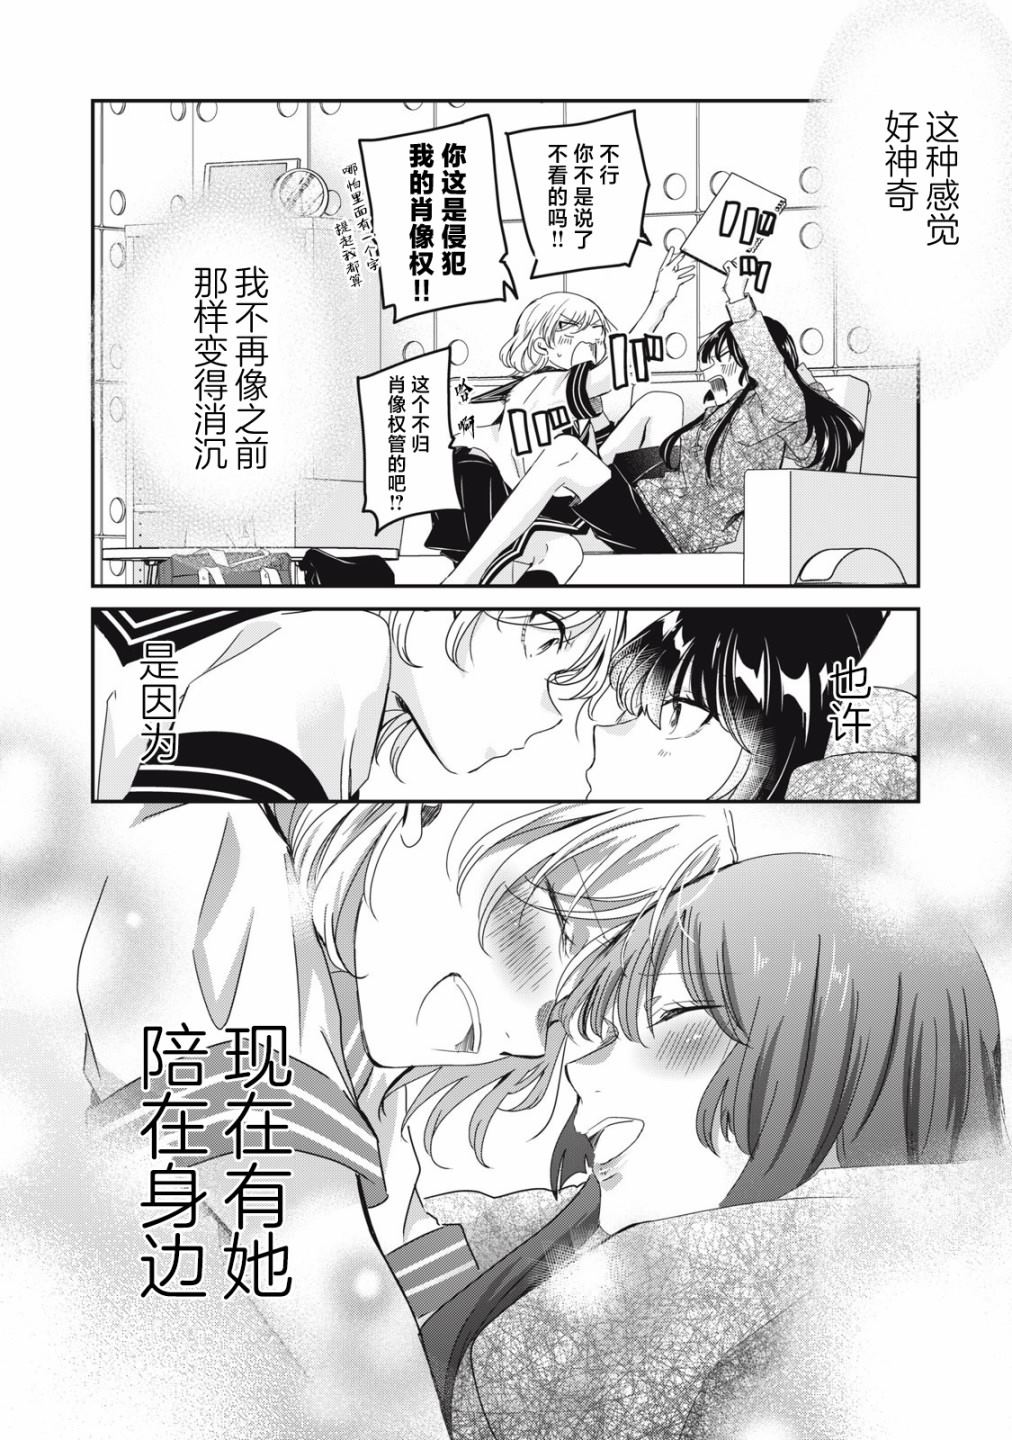 这种感觉
好神奇
不行
你不是说了
不看的吗!!
你这是侵犯
我的肖像权!!
哪怕里面有一个字
提起我都算
这个不归
肖像权管的吧!?
哈
啊
我不再像之前
那样变得消沉
也许
是因为
现在有她
陪在身边